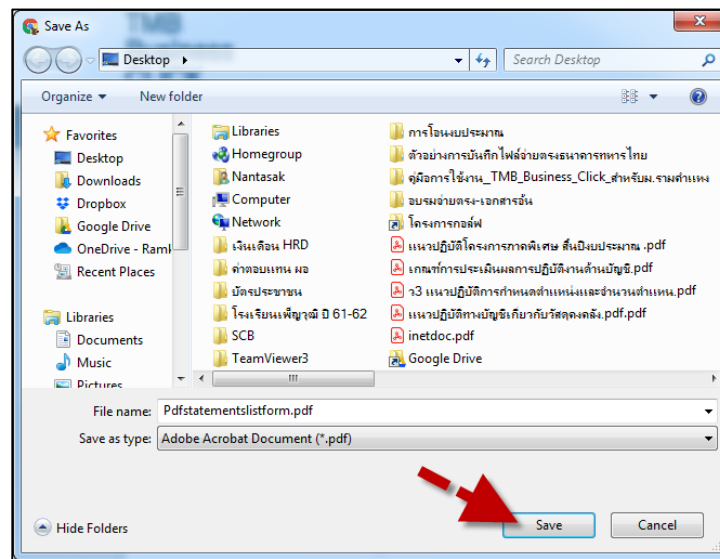 Save As
Desktop
Search Desktop
Organize
New folder
Favorites
Desktop
Downloads
Dropbox
Google Drive
OneDrive - Ramk
Recent Places
Libraries
Documents
Music
Pictures
Libraries
Homegroup
Nantasak
Computer
Network
เงินเดือน HRD
ค่าตอบแทน ผอ
บัตรประชาชน
โรงเรียนเพ็ญวุฒิ ปี 61-62
SCB
TeamViewer3
การโอนงบประมาณ
ตัวอย่างการบันทึกไฟล์จ่ายตรงธนาคารทหารไทย
คู่มือการใช้งาน_TMB_Business_Click_สำหรับม.รามคำแหง
อบรมจ่ายตรง-เอกสารอ้น
โครงการกอล์ฟ
แนวปฏิบัติโครงการภาคพิเศษ สิ้นปีงบประมาณ .pdf
เกณฑ์การประเมินผลการปฏิบัติงานด้านบัญชี.pdf
ว3 แนวปฏิบัติการกำหนดตำแหน่งและจำนวนตำแหน.pdf
แนวปฏิบัติทางบัญชีเกี่ยวกับวัสดุคงคลัง.pdf.pdf
inetdoc.pdf
Google Drive
File name: Pdfstatementslistform.pdf
Save as type: Adobe Acrobat Document (*.pdf)
Hide Folders
Save
Cancel